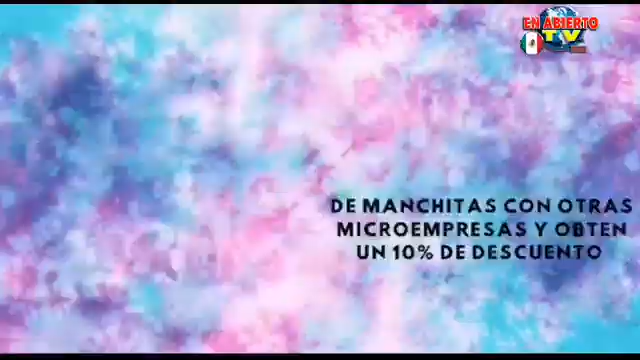 EN ABIERTO
TV
DE MANCHITAS CON OTRAS
MICROEMPRESAS Y OBTEN
UN 10% DE DESCUENTO